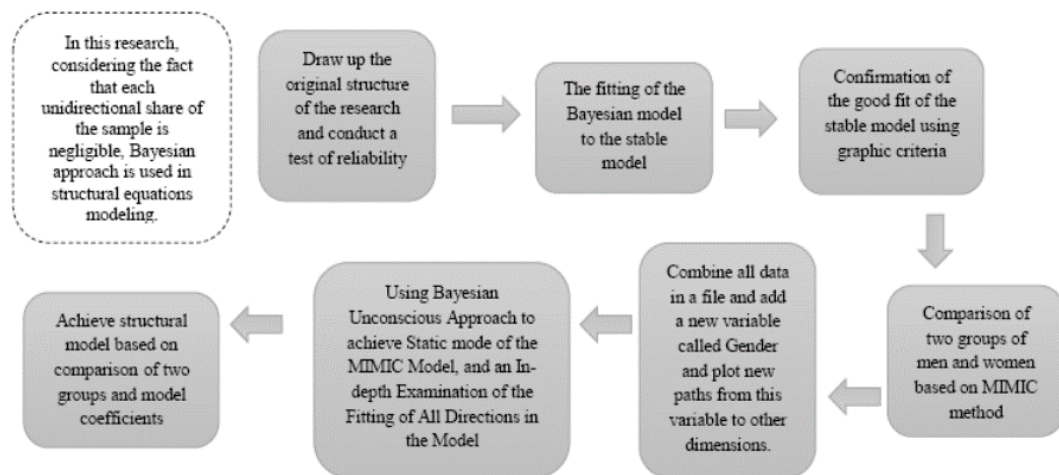 In this research,
considering the fact
that each
unidirectional share of
the sample is
negligible, Bayesian
approach is used in
structural equations
modeling.
Draw up the
original structure
of the research
and conduct a
test of reliability
The fitting of the
Bayesian model
to the stable
model
Confirmation of
the good fit of the
stable model using
graphic criteria
Comparison of
two groups of
men and women
based on MIMIC
method
Combine all data
in a file and add
a new variable
called Gender
and plot new
paths from this
variable to other
dimensions.
Using Bayesian
Unconscious Approach to
achieve Static mode of the
MIMIC Model, and an In-
depth Examination of the
Fitting of All Directions in
the Model
Achieve structural
model based on
comparison of two
groups and model
coefficients